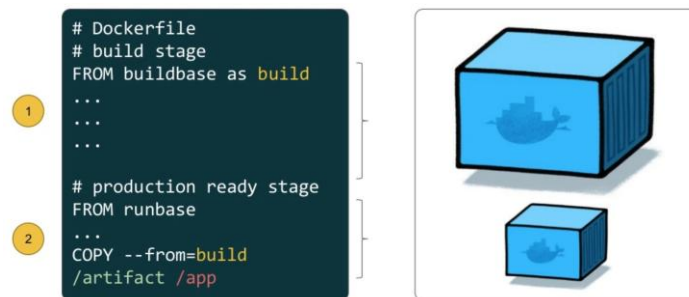 # Dockerfile
# build stage
FROM buildbase as build
...
...
...
1
# production ready stage
FROM runbase
...
COPY --from=build
/artifact /app
2